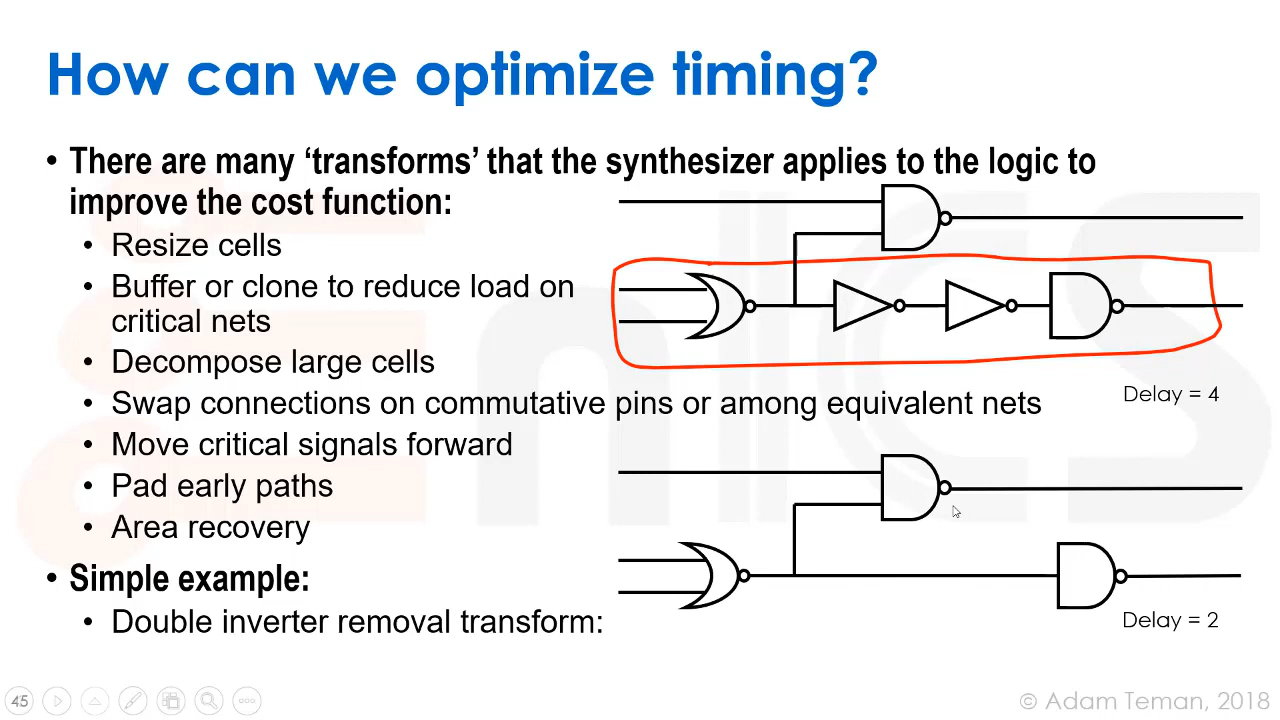 How can we optimize timing?
• There are many ‘transforms’ that the synthesizer applies to the logic to
improve the cost function:
• Resize cells
• Buffer or clone to reduce load on
critical nets
• Decompose large cells
• Swap connections on commutative pins or among equivalent nets
• Move critical signals forward
• Pad early paths
• Area recovery
• Simple example:
• Double inverter removal transform:
Delay = 4
Delay = 2
EnICS
45
© Adam Teman, 2018